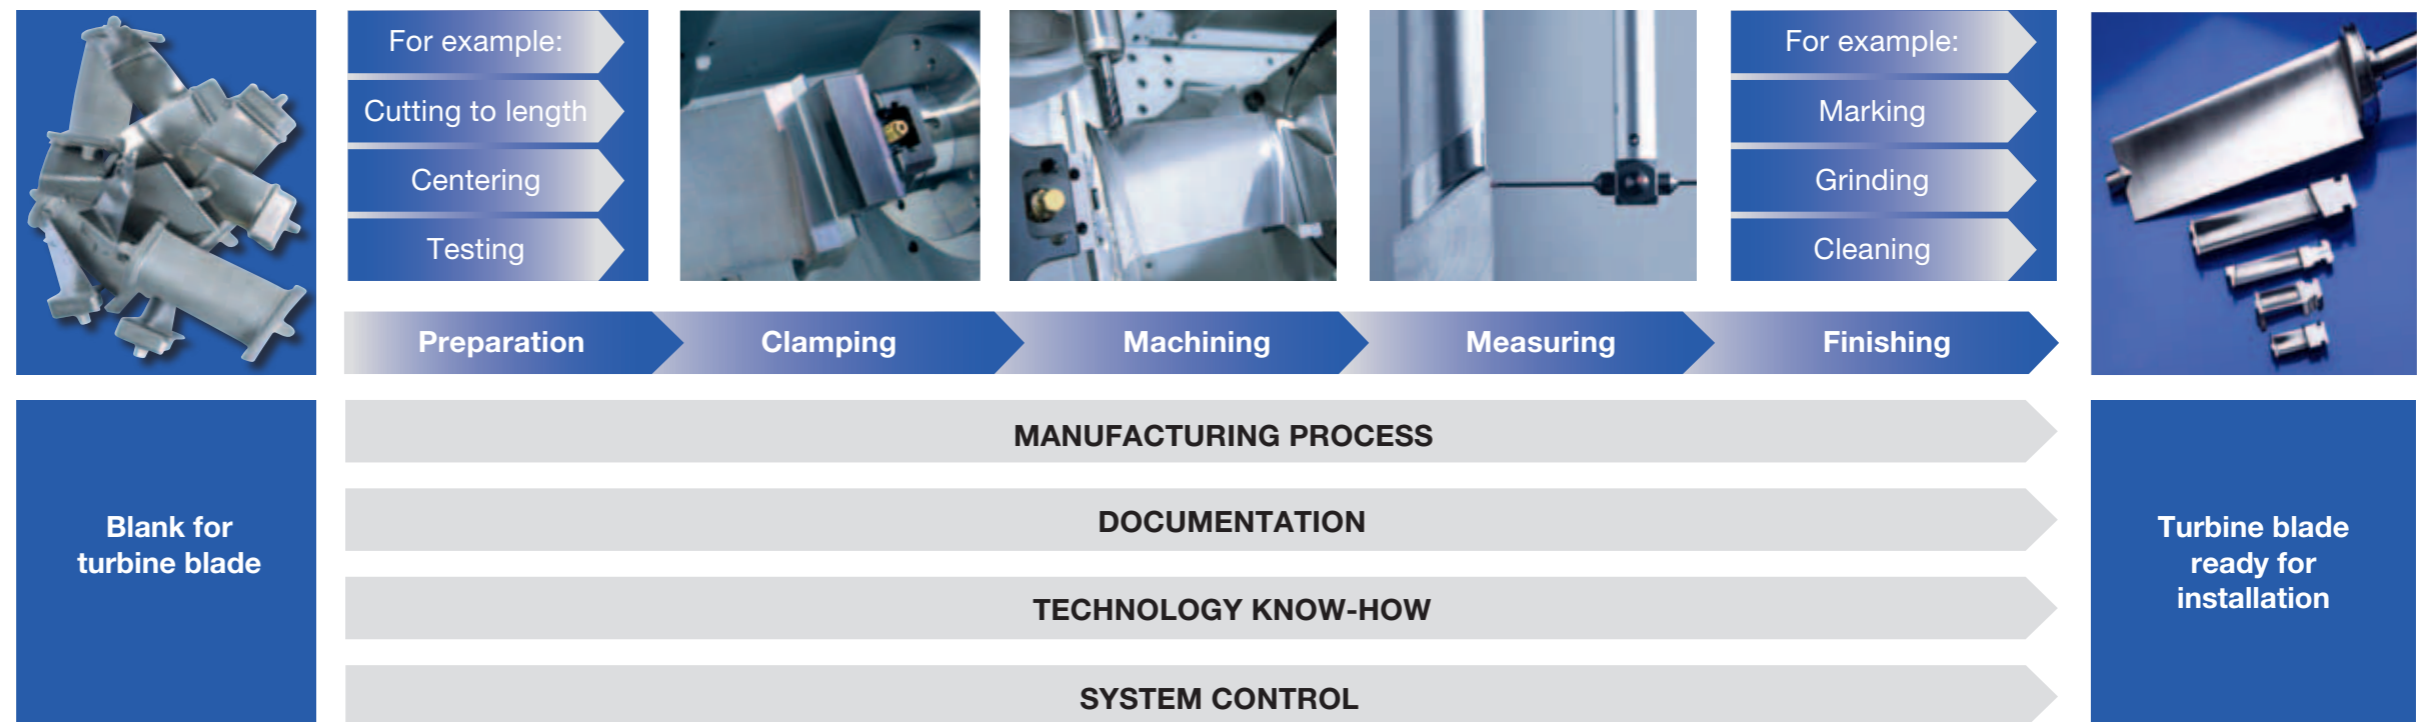 For example:
Cutting to length
Centering
Testing
For example:
Marking
Grinding
Cleaning
Preparation
Clamping
Machining
Measuring
Finishing
Blank for
turbine blade
MANUFACTURING PROCESS
DOCUMENTATION
TECHNOLOGY KNOW-HOW
SYSTEM CONTROL
Turbine blade
ready for
installation